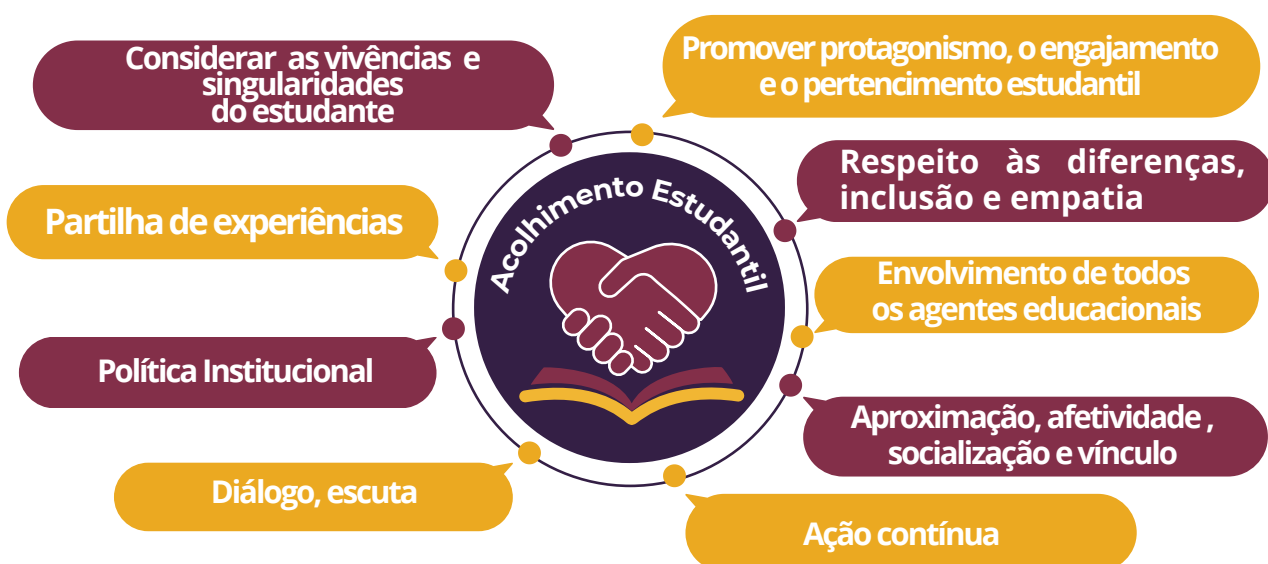 Considerar as vivências e
singularidades
do estudante
Promover protagonismo, o engajamento
e o pertencimento estudantil
Partilha de experiências
Respeito às diferenças,
inclusão e empatia
Acolhimento Estudantil
Envolvimento de todos
os agentes educacionais
Política Institucional
Aproximação, afetividade ,
socialização e vínculo
Diálogo, escuta
Ação contínua